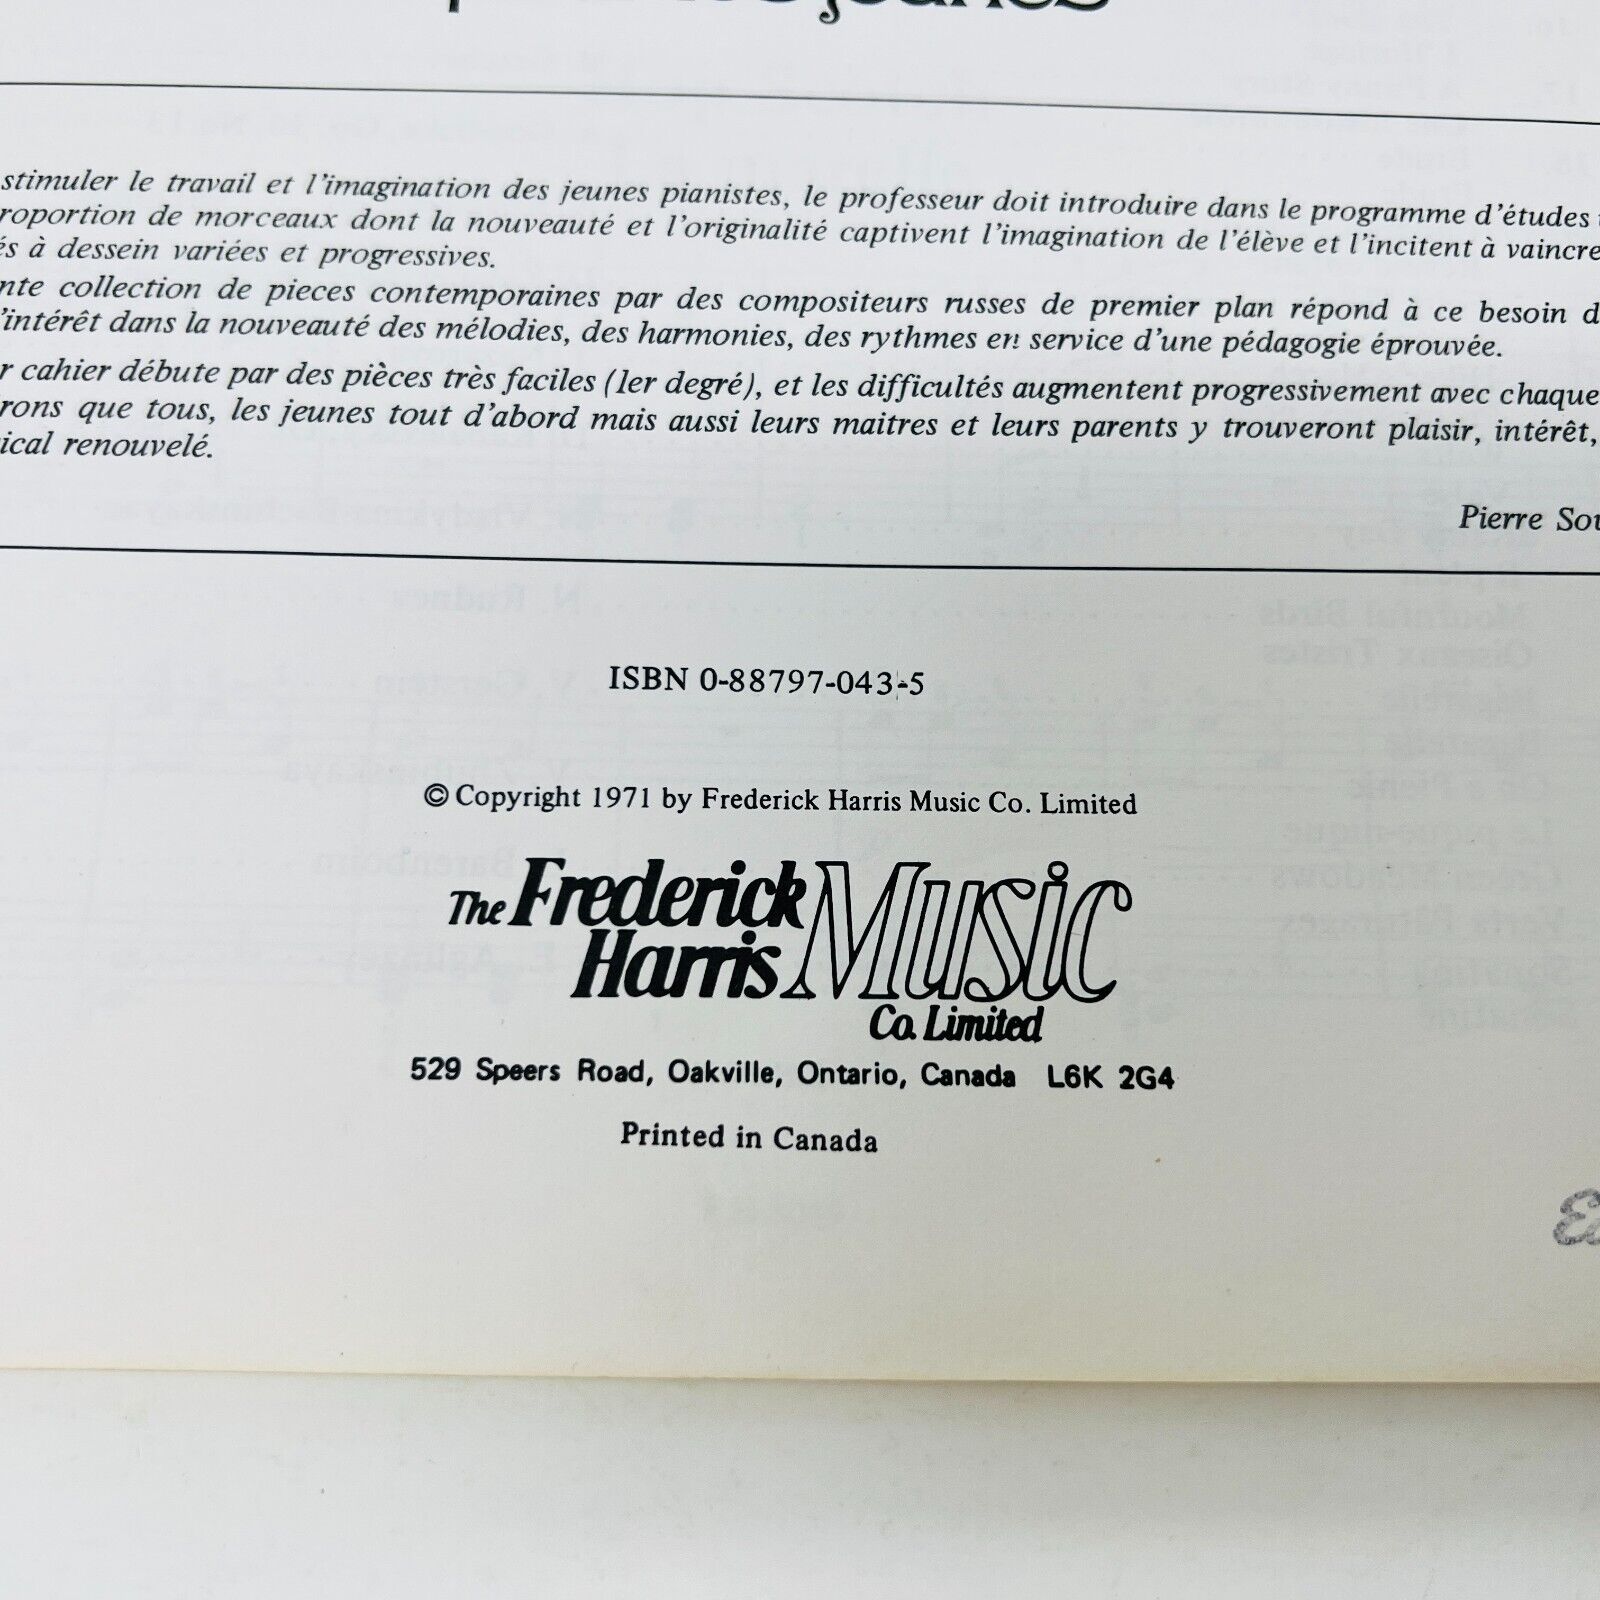 jeunes
stimuler le travail et l'imagination des jeunes pianistes, le professeur doit introduire dans le programme d'études
roportion de morceaux dont la nouveauté et l'originalité captivent l'imagination de l'élève et l'incitent à vaincre
és à dessein variées et progressives.
nte collection de pieces contemporaines par des compositeurs russes de premier plan répond à ce besoin d
'intérêt dans la nouveauté des mélodies, des harmonies, des rythmes en service d'une pédagogie éprouvée.
r cahier débute par des pièces très faciles (1er degré), et les difficultés augmentent progressivement avec chaque
rons que tous, les jeunes tout d'abord mais aussi leurs maitres et leurs parents y trouveront plaisir, intérêt,
ical renouvelé.
Pierre Sou
ISBN 0-88797-043-5
© Copyright 1971 by Frederick Harris Music Co. Limited
The Frederick
Harris Music
Co. Limited
529 Speers Road, Oakville, Ontario, Canada L6K 2G4
Printed in Canada